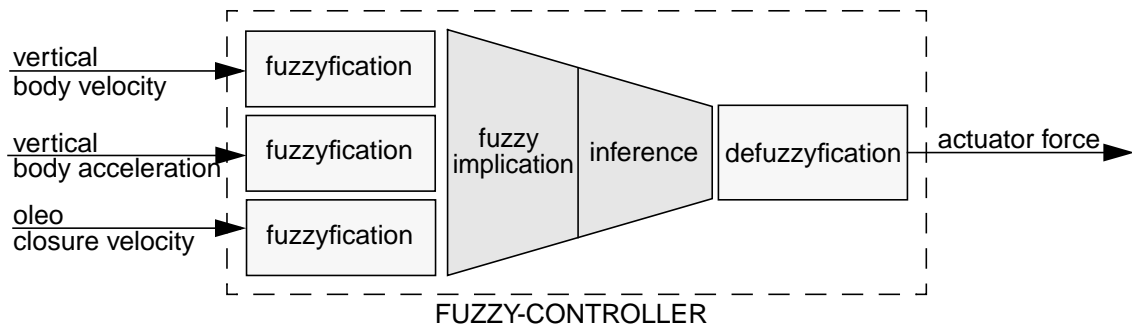 vertical
body velocity
fuzzyfication
vertical
body acceleration
fuzzyfication
oleo
closure velocity
fuzzyfication
fuzzy
implication
inference
defuzzyfication
actuator force
FUZZY-CONTROLLER